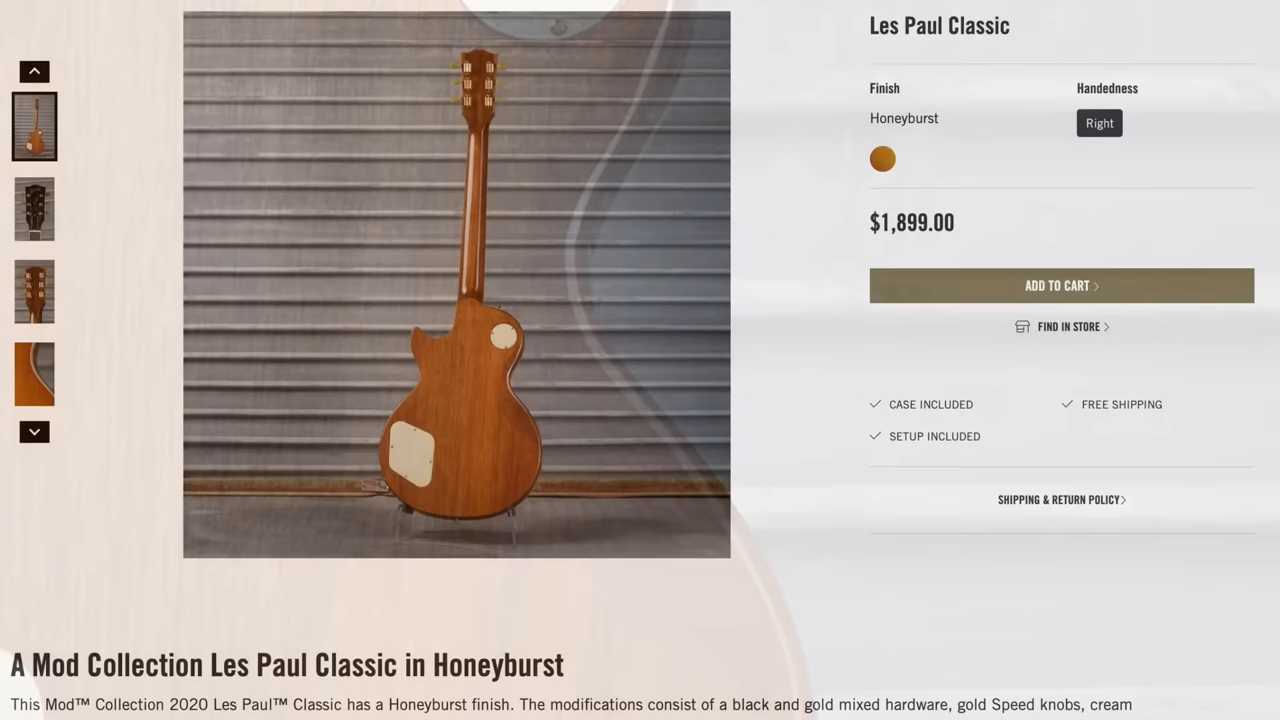 Les Paul Classic
Finish
Handedness
Honeyburst
Right
$1,899.00
ADD TO CART
FIND IN STORE
CASE INCLUDED
FREE SHIPPING
SETUP INCLUDED
SHIPPING & RETURN POLICY
A Mod Collection Les Paul Classic in Honeyburst
This Mod™ Collection 2020 Les Paul™ Classic has a Honeyburst finish. The modifications consist of a black and gold mixed hardware, gold Speed knobs, cream